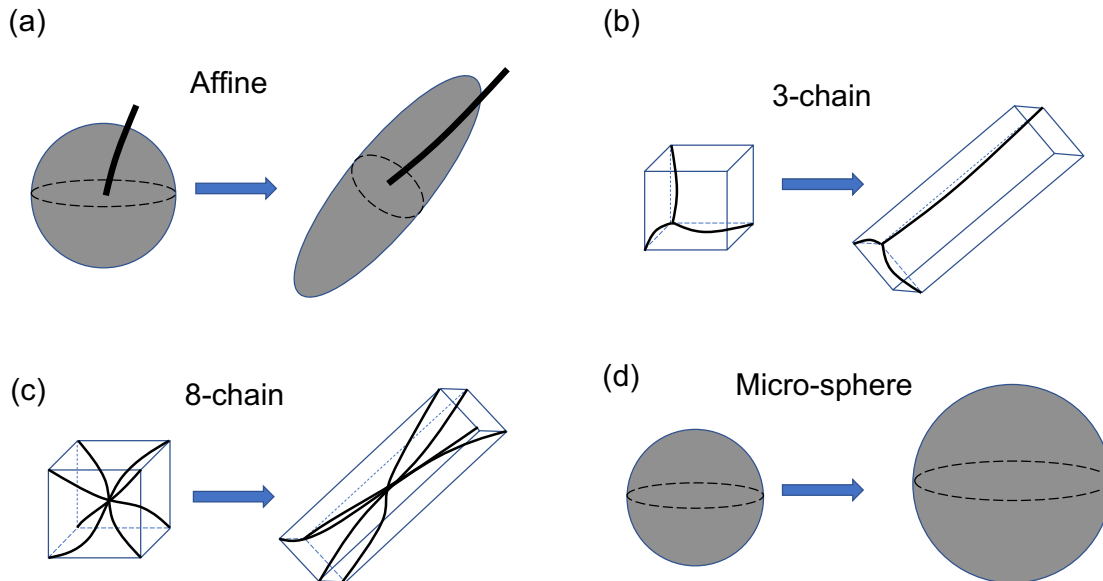 (a)
Affine
(b)
3-chain
(c)
8-chain
(d)
Micro-sphere